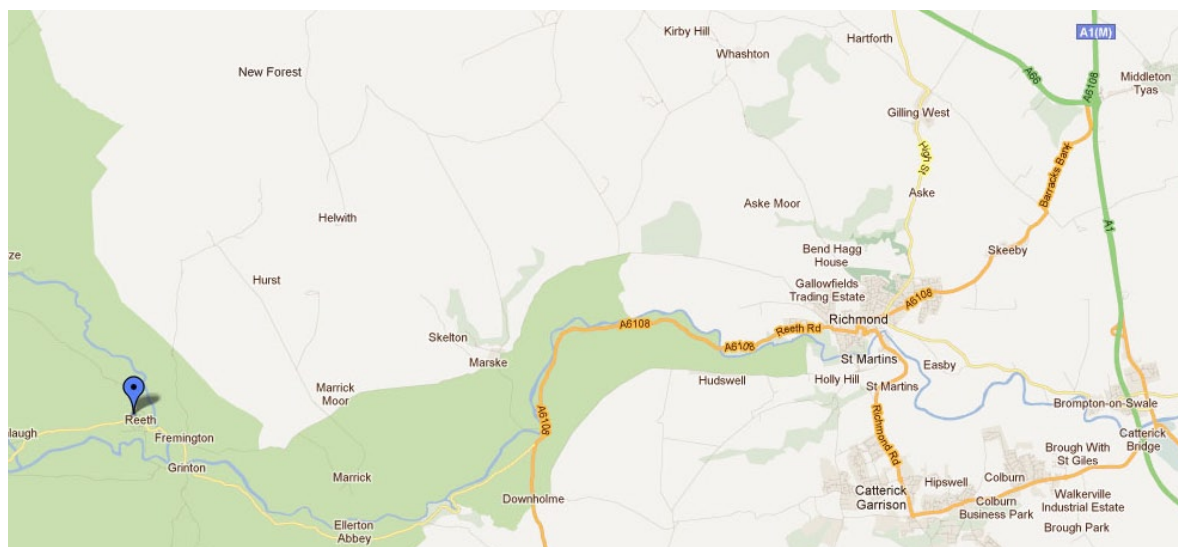 Kirby Hill
Hartforth
A1(M)
Whashton
New Forest
A66
A6108
Middleton
Tyas
Gilling West
High St
Barracks Bank
Aske
Aske Moor
Helwith
A1
Bend Hagg
House
Skeeby
ze
Hurst
Gallowfields
Trading Estate
A6108
Richmond
A6108
Reeth Rd
Skelton
A6108
Marske
St Martins
Easby
Hudswell
Holly Hill
St Martins
Marrick
Moor
A6108
Brompton-on-Swale
Reeth
Richmond Rd
laugh
Fremington
Catterick
Bridge
Brough With
St Giles
Grinton
Marrick
Hipswell
Colburn
Catterick
Garrison
Downholme
Colburn
Business Park
Walkerville
Industrial Estate
Ellerton
Abbey
Brough Park